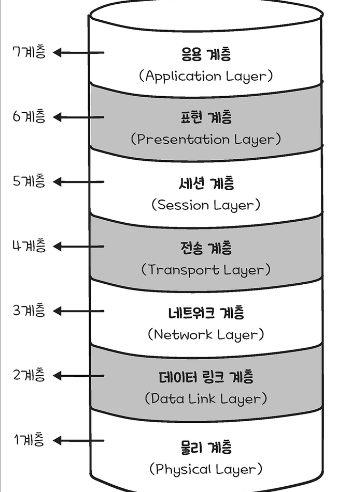 7계층
응용 계층
(Application Layer)
6계층
표현 계층
(Presentation Layer)
5계층
세션 계층
(Session Layer)
4계층
전송 계층
(Transport Layer)
3계층
네트워크 계층
(Network Layer)
2계층
데이터 링크 계층
(Data Link Layer)
1계층
물리 계층
(Physical Layer)